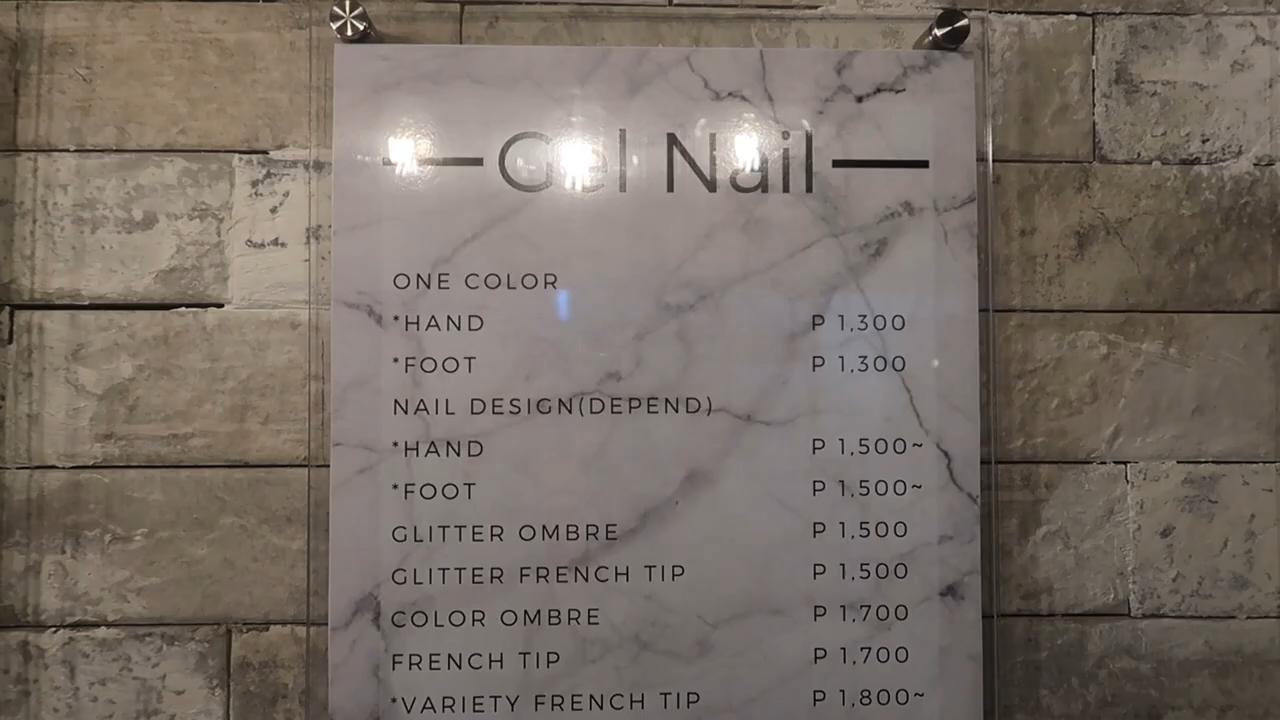 Gel Nail
ONE COLOR
*HAND P 1,300
*FOOT P 1,300
NAIL DESIGN(DEPEND)
*HAND P 1,500~
*FOOT P 1,500~
GLITTER OMBRE P 1,500
GLITTER FRENCH TIP P 1,500
COLOR OMBRE P 1,700
FRENCH TIP P 1,700
*VARIETY FRENCH TIP P 1,800~